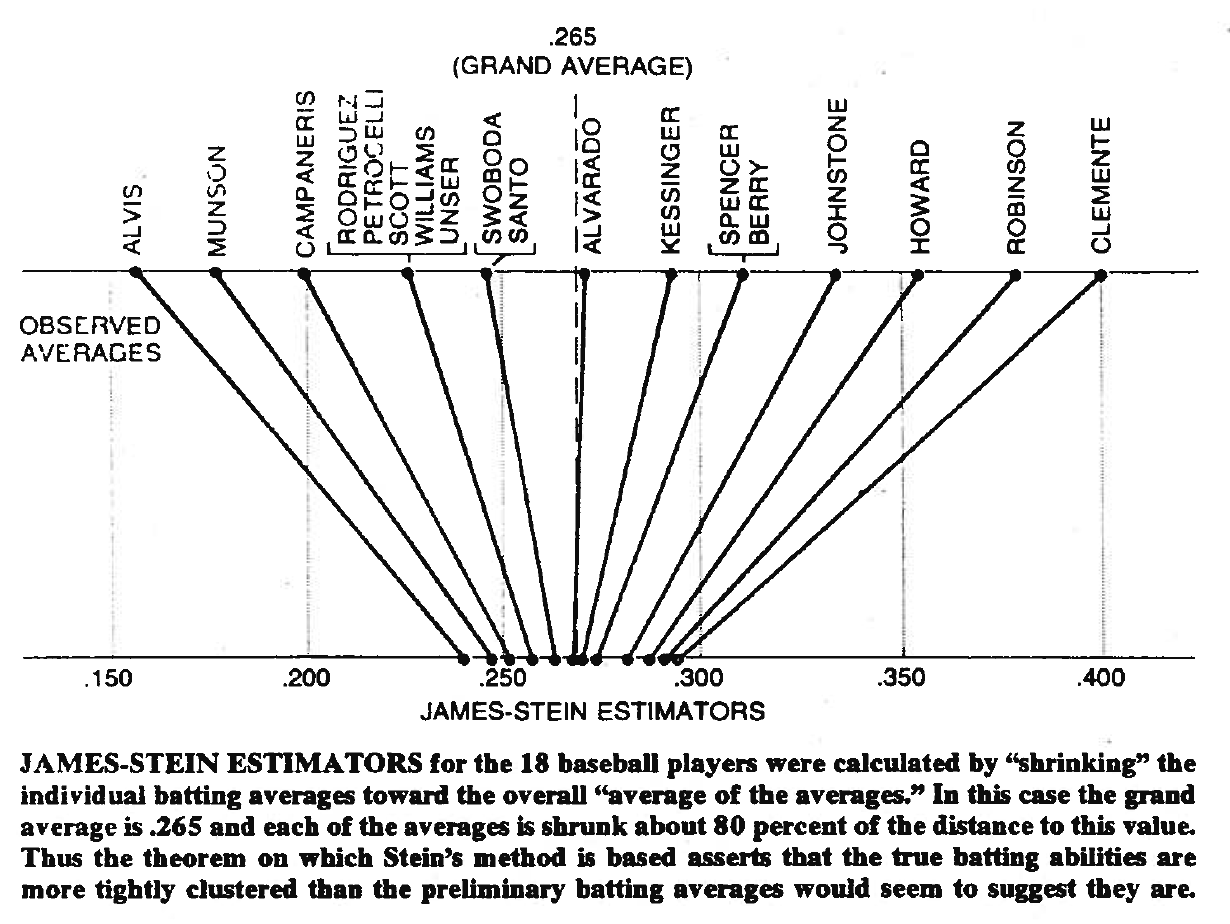 .265
(GRAND AVERAGE)
ALVIS
MUNSON
CAMPANERIS
RODRIGUEZ
PETROCELLI
SCOTT
WILLIAMS
UNSER
SWOBODA
SANTO
ALVARADO
KESSINGER
SPENCER
BERRY
JOHNSTONE
HOWARD
ROBINSON
CLEMENTE
OBSERVED
AVERAGES
.150 .200 .250 .300 .350 .400
JAMES-STEIN ESTIMATORS
JAMES-STEIN ESTIMATORS for the 18 baseball players were calculated by “shrinking” the
individual batting averages toward the overall “average of the averages.” In this case the grand
average is .265 and each of the averages is shrunk about 80 percent of the distance to this value.
Thus the theorem on which Stein’s method is based asserts that the true batting abilities are
more tightly clustered than the preliminary batting averages would seem to suggest they are.